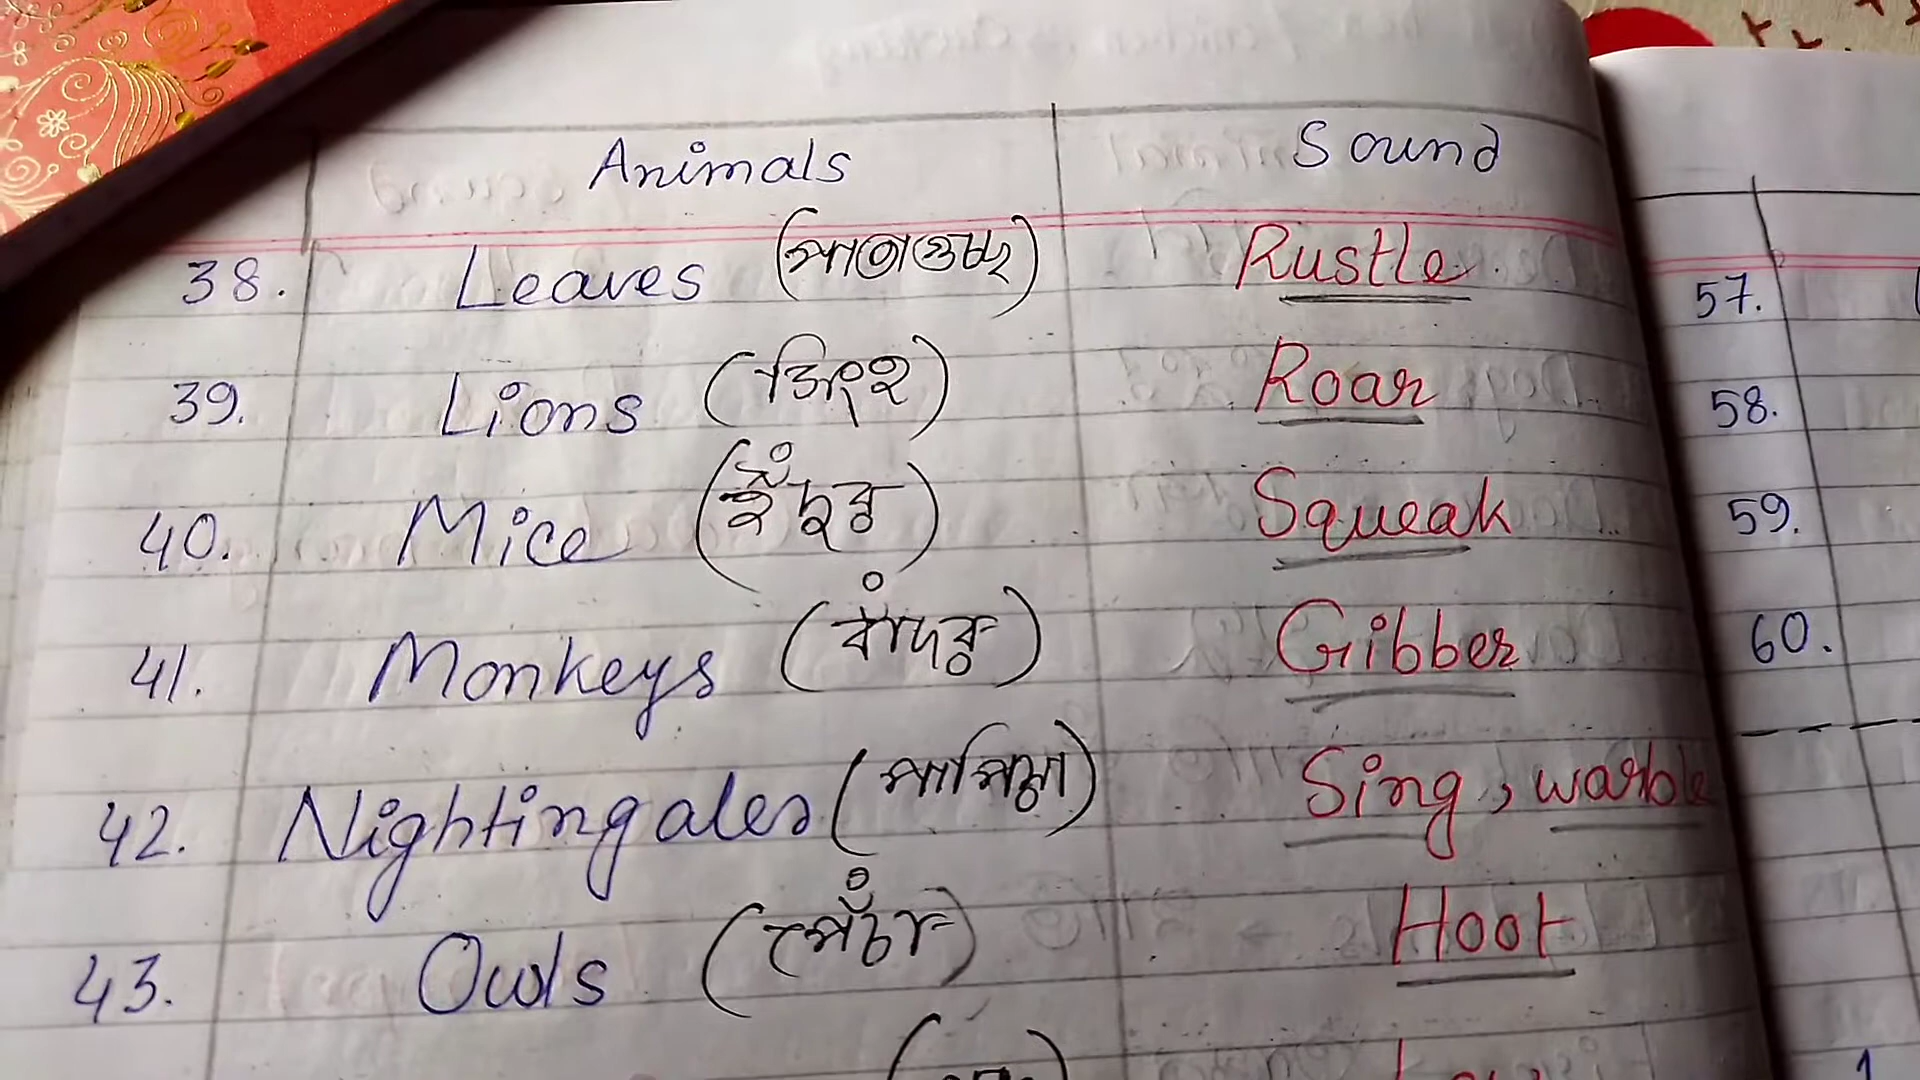 Animals Sound
38. Leaves (পাতাগুচ্ছ) Rustle
39. Lions (সিংহ) Roar
40. Mice (ইঁদুর) Squeak
41. Monkeys (বাঁদর) Gibber
42. Nightingales (পাপিয়া) Sing, warble
43. Owls (পেঁচা) Hoot
57.
58.
59.
60.